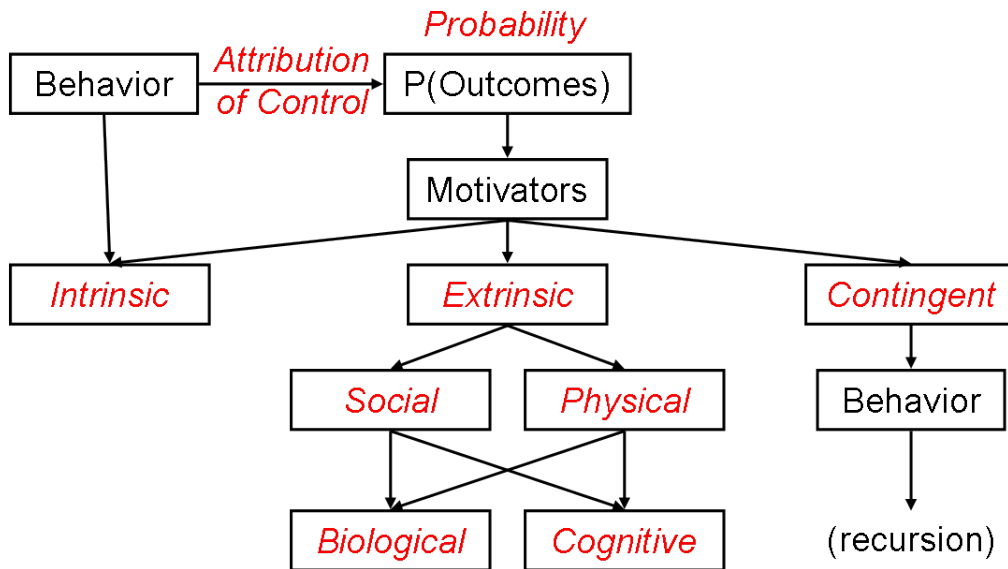 Probability
Behavior
Attribution
of Control
P(Outcomes)
Motivators
Intrinsic
Extrinsic
Contingent
Social
Physical
Behavior
Biological
Cognitive
(recursion)